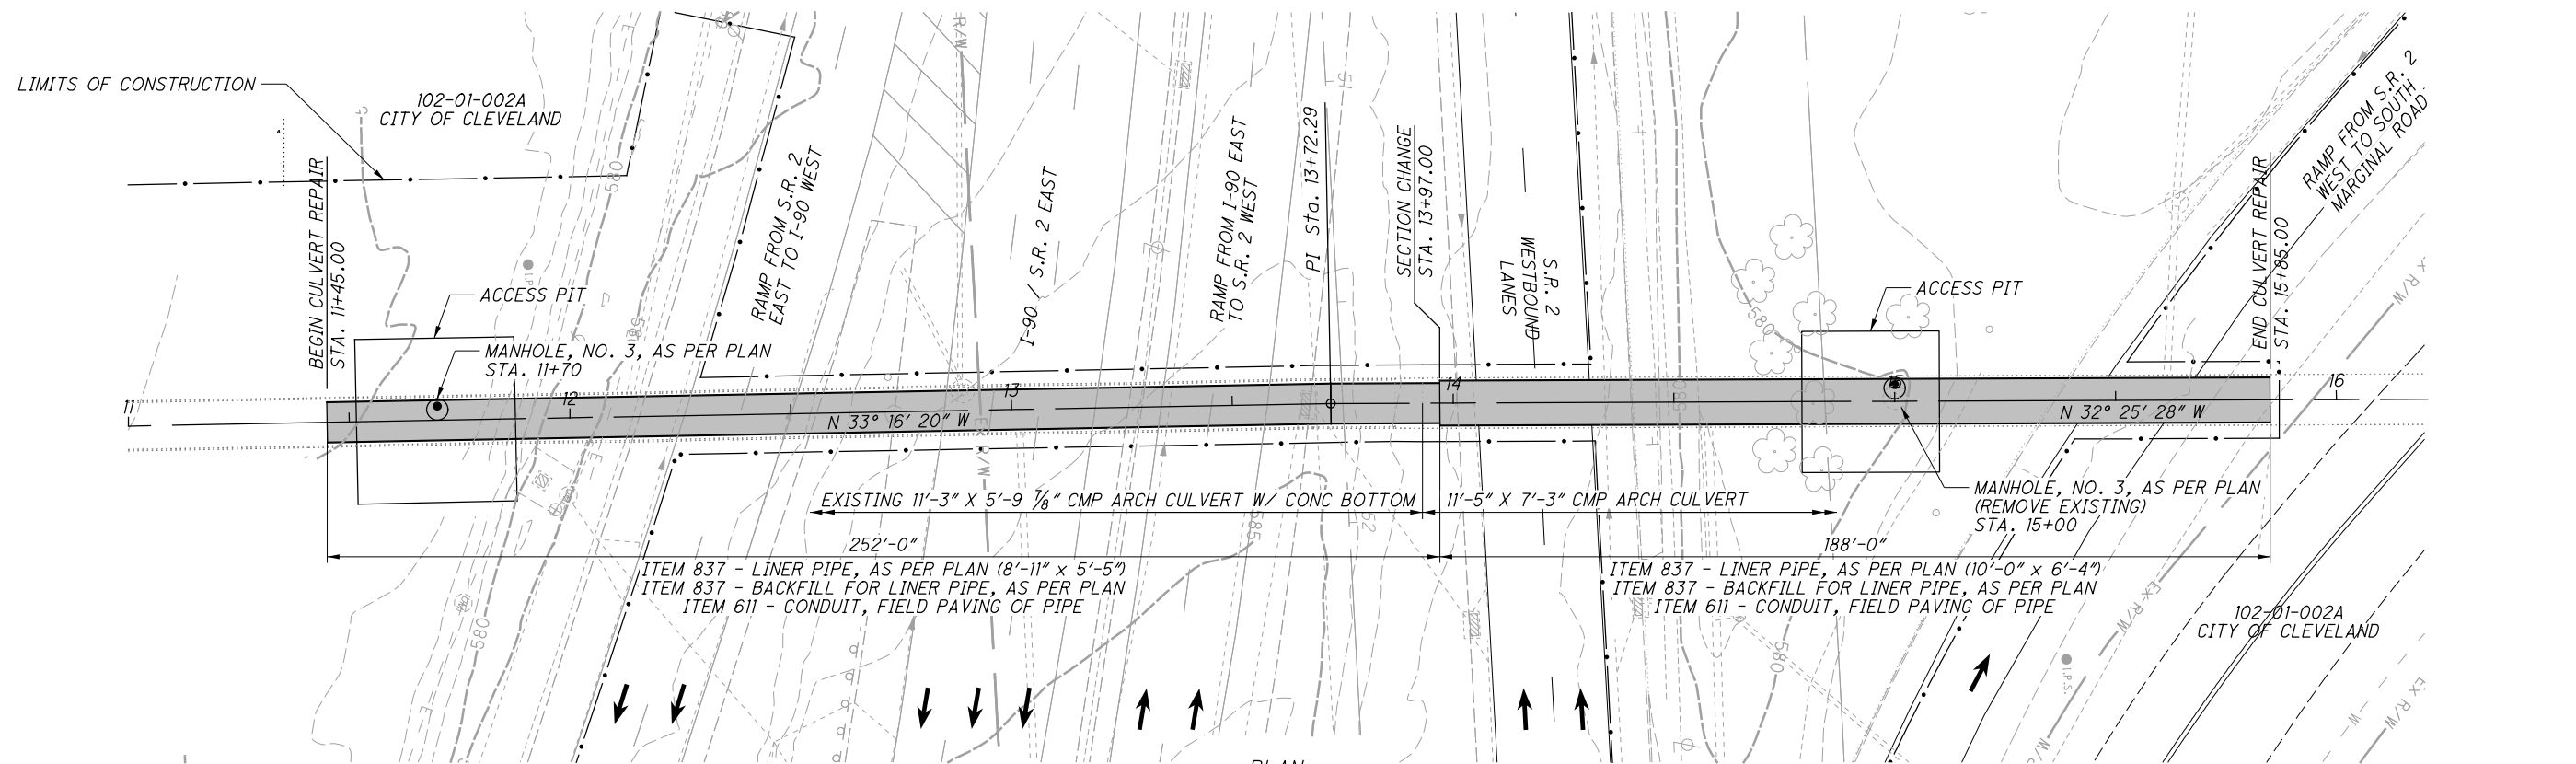 LIMITS OF CONSTRUCTION
102-01-002A
CITY OF CLEVELAND
BEGIN CULVERT REPAIR
STA. 11+45.00
ACCESS PIT
MANHOLE, NO. 3, AS PER PLAN
STA. 11+70
RAMP FROM S.R. 2
EAST TO I-90 WEST
R/W
I-90 / S.R. 2 EAST
RAMP FROM I-90 EAST
TO S.R. 2 WEST
PI Sta. 13+72.29
SECTION CHANGE
STA. 13+97.00
S.R. 2
WESTBOUND
LANES
ACCESS PIT
END CULVERT REPAIR
STA. 15+85.00
RAMP FROM S.R. 2
WEST TO SOUTH
MARGINAL ROAD
EX R/W
580
580
580
11
12
13
14
15
16
N 33° 16' 20" W
N 32° 25' 28" W
EX R/W
585
EXISTING 11'-3" X 5'-9 7/8" CMP ARCH CULVERT W/ CONC BOTTOM
11'-5" X 7'-3" CMP ARCH CULVERT
MANHOLE, NO. 3, AS PER PLAN
(REMOVE EXISTING)
STA. 15+00
252'-0"
188'-0"
ITEM 837 - LINER PIPE, AS PER PLAN (8'-11" x 5'-5")
ITEM 837 - BACKFILL FOR LINER PIPE, AS PER PLAN
ITEM 611 - CONDUIT, FIELD PAVING OF PIPE
ITEM 837 - LINER PIPE, AS PER PLAN (10'-0" x 6'-4")
ITEM 837 - BACKFILL FOR LINER PIPE, AS PER PLAN
ITEM 611 - CONDUIT, FIELD PAVING OF PIPE
102-01-002A
CITY OF CLEVELAND
580
585
580
EX R/W
I.P.S.
EX R/W
PLAN